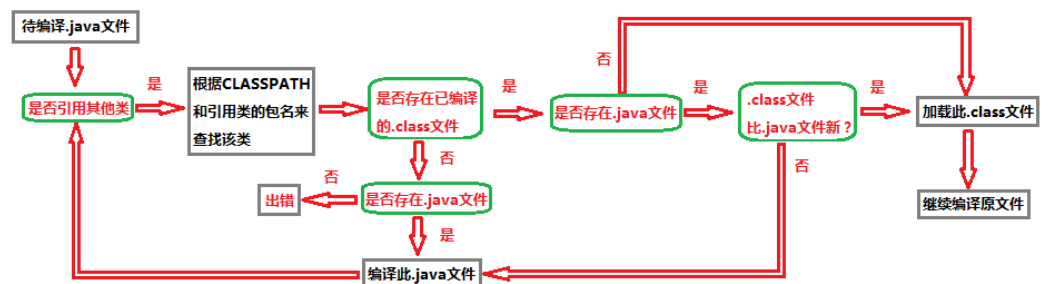 待编译.java文件
否
是否引用其他类
是
根据CLASSPATH
和引用类的包名来
查找该类
是否存在已编译
的.class文件
是
是否存在.java文件
是
.class文件
比.java文件新？
是
加载此.class文件
否
否
否
出错
是否存在.java文件
继续编译原文件
是
编译此.java文件